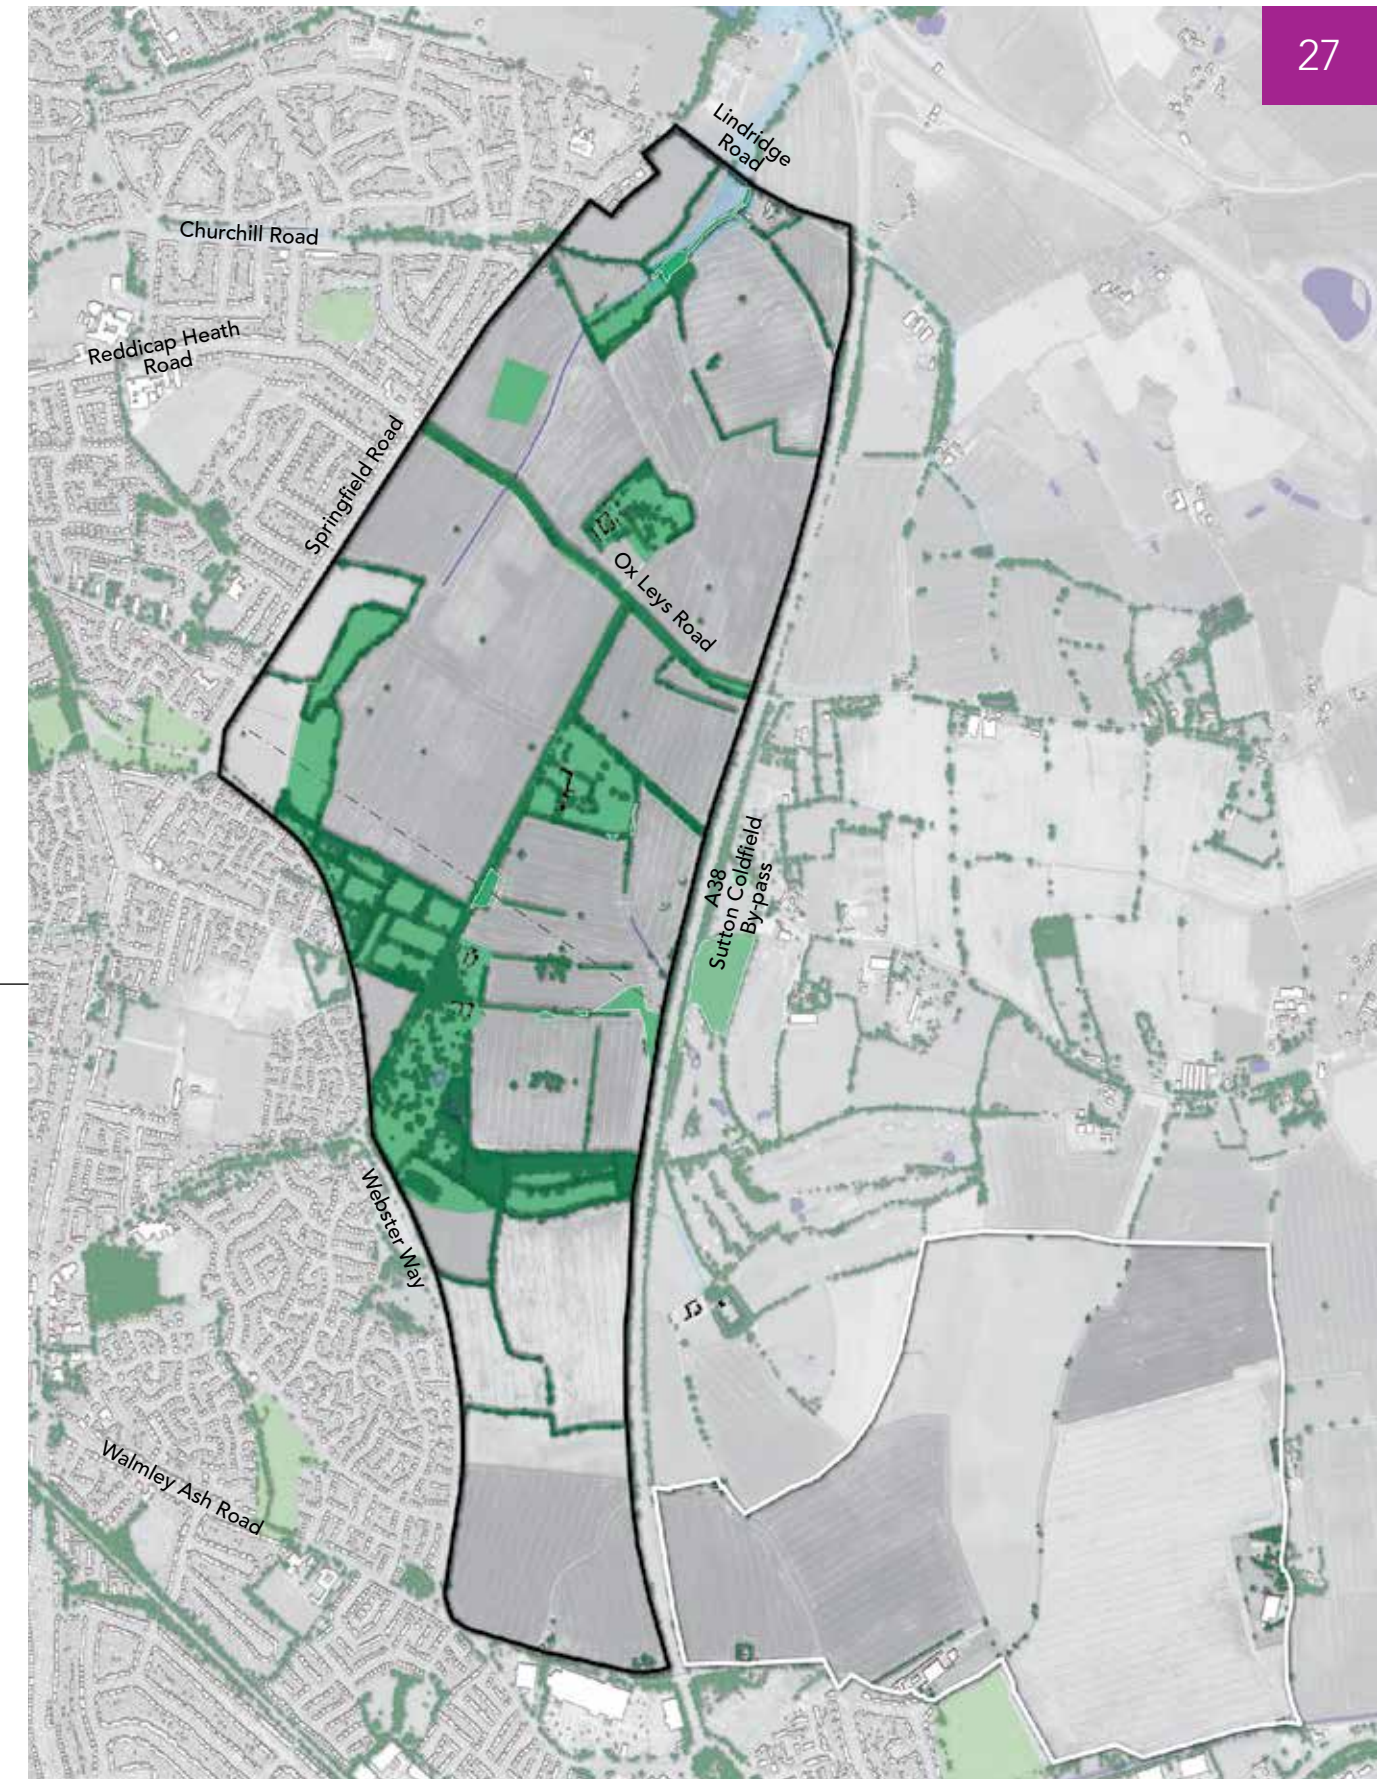 27
Lindridge
Road
Churchill Road
Reddicap Heath
Road
Springfield Road
Ox Leys Road
A38
Sutton Coldfield
By-pass
Webster Way
Walmley Ash Road